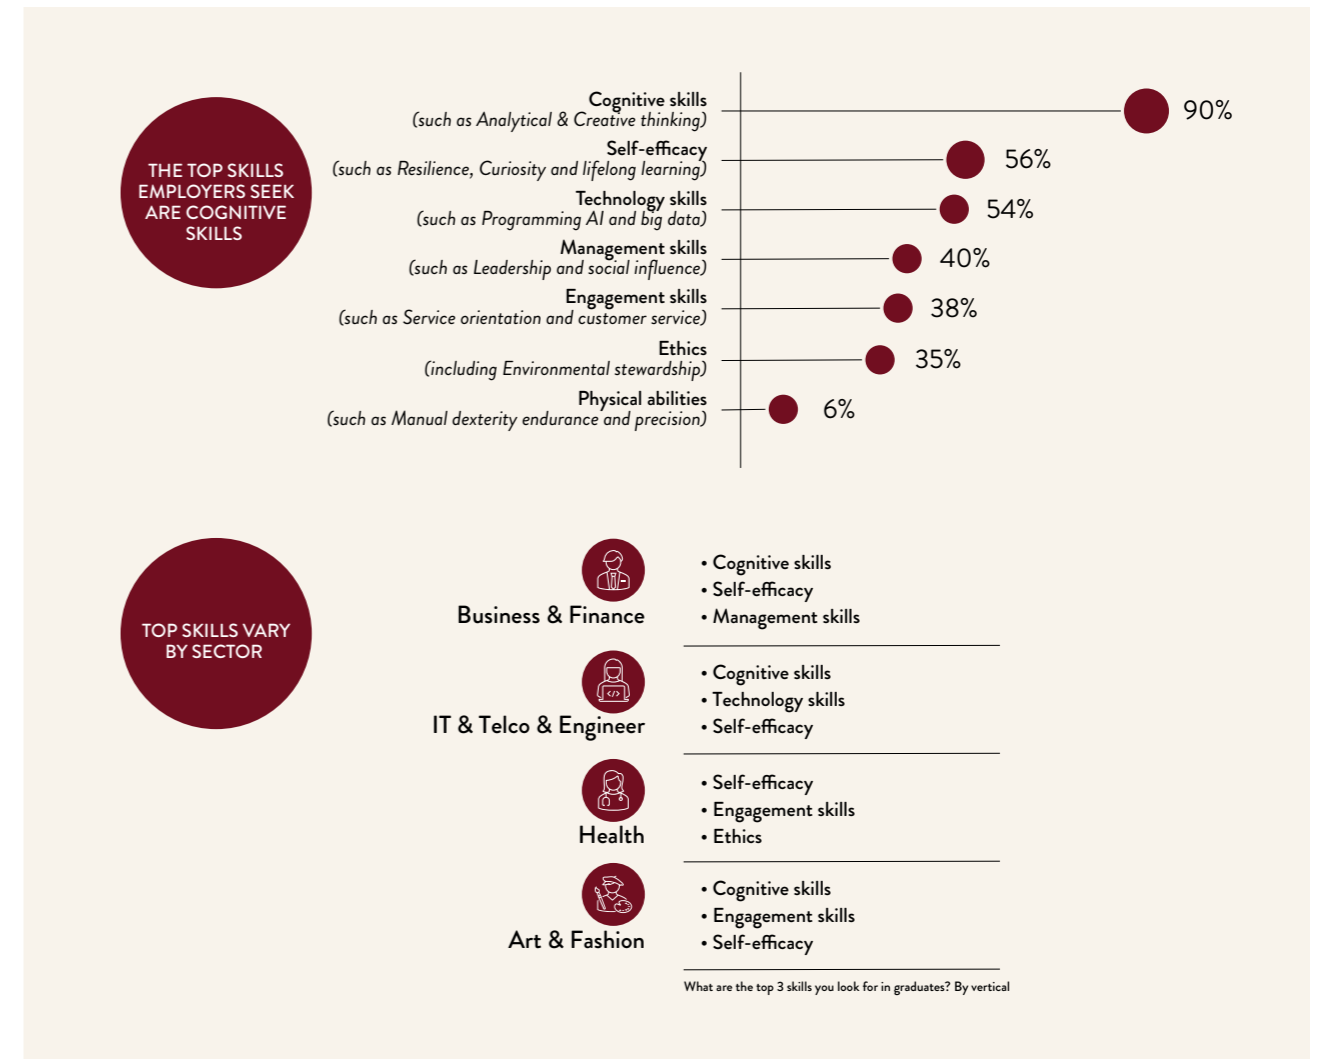 THE TOP SKILLS
EMPLOYERS SEEK
ARE COGNITIVE
SKILLS
Cognitive skills
(such as Analytical & Creative thinking)
90%
Self-efficacy
(such as Resilience, Curiosity and lifelong learning)
56%
Technology skills
(such as Programming AI and big data)
54%
Management skills
(such as Leadership and social influence)
40%
Engagement skills
(such as Service orientation and customer service)
38%
Ethics
(including Environmental stewardship)
35%
Physical abilities
(such as Manual dexterity endurance and precision)
6%
TOP SKILLS VARY
BY SECTOR
Business & Finance
• Cognitive skills
• Self-efficacy
• Management skills
IT & Telco & Engineer
• Cognitive skills
• Technology skills
• Self-efficacy
Health
• Self-efficacy
• Engagement skills
• Ethics
Art & Fashion
• Cognitive skills
• Engagement skills
• Self-efficacy
What are the top 3 skills you look for in graduates? By vertical